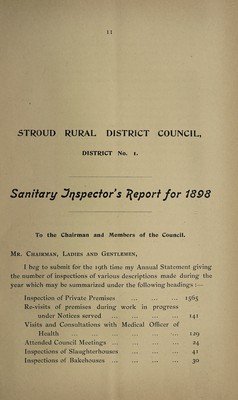 11
STROUD RURAL DISTRICT COUNCIL,
DISTRICT No. 1.
Sanitary Inspector's Report for 1898
To the Chairman and Members of the Council.
MR. CHAIRMAN, LADIES AND GENTLEMEN,
I beg to submit for the 19th time my Annual Statement giving
the number of inspections of various descriptions made during the
year which may be summarized under the following headings :—
Inspection of Private Premises ... ... ... 1565
Re-visits of premises during work in progress
under Notices served ... ... ... 141
Visits and Consultations with Medical Officer of
Health ... ... ... ... ... 129
Attended Council Meetings ... ... ... ... 24
Inspections of Slaughterhouses ... ... ... 41
Inspections of Bakehouses ... ... ... ... 30